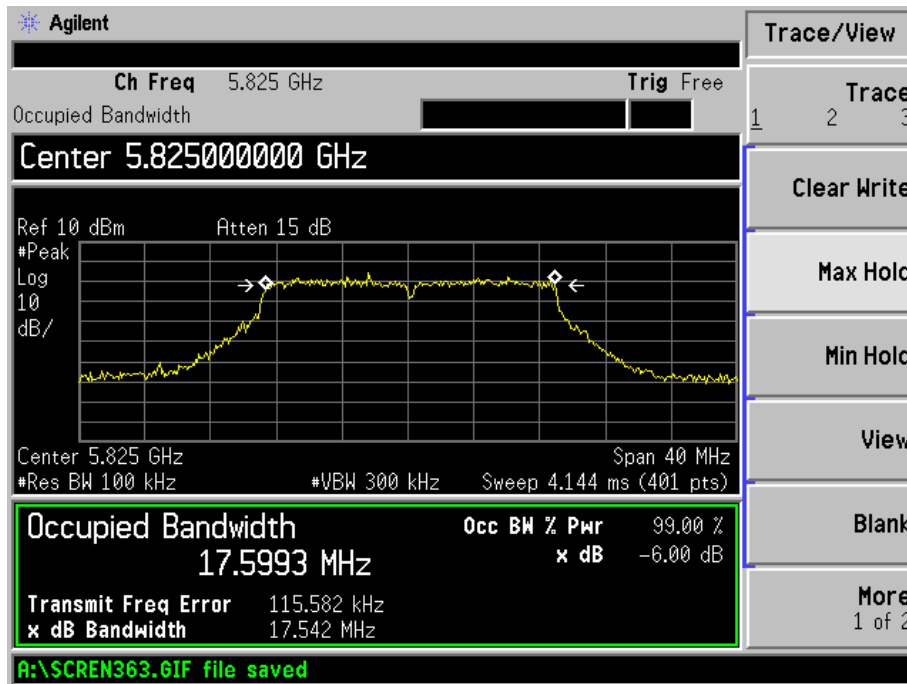 Agilent
Ch Freq 5.825 GHz Trig Free
Occupied Bandwidth
Center 5.825000000 GHz
Ref 10 dBm Atten 15 dB
#Peak
Log
10
dB/
Center 5.825 GHz Span 40 MHz
#Res BW 100 kHz #VBW 300 kHz Sweep 4.144 ms (401 pts)
Occupied Bandwidth
17.5993 MHz
Occ BW % Pwr 99.00 %
x dB -6.00 dB
Transmit Freq Error 115.582 kHz
x dB Bandwidth 17.542 MHz
A:\SCREN363.GIF file saved
Trace/View
Trace
1 2 3
Clear Write
Max Hold
Min Hold
View
Blank
More
1 of 2